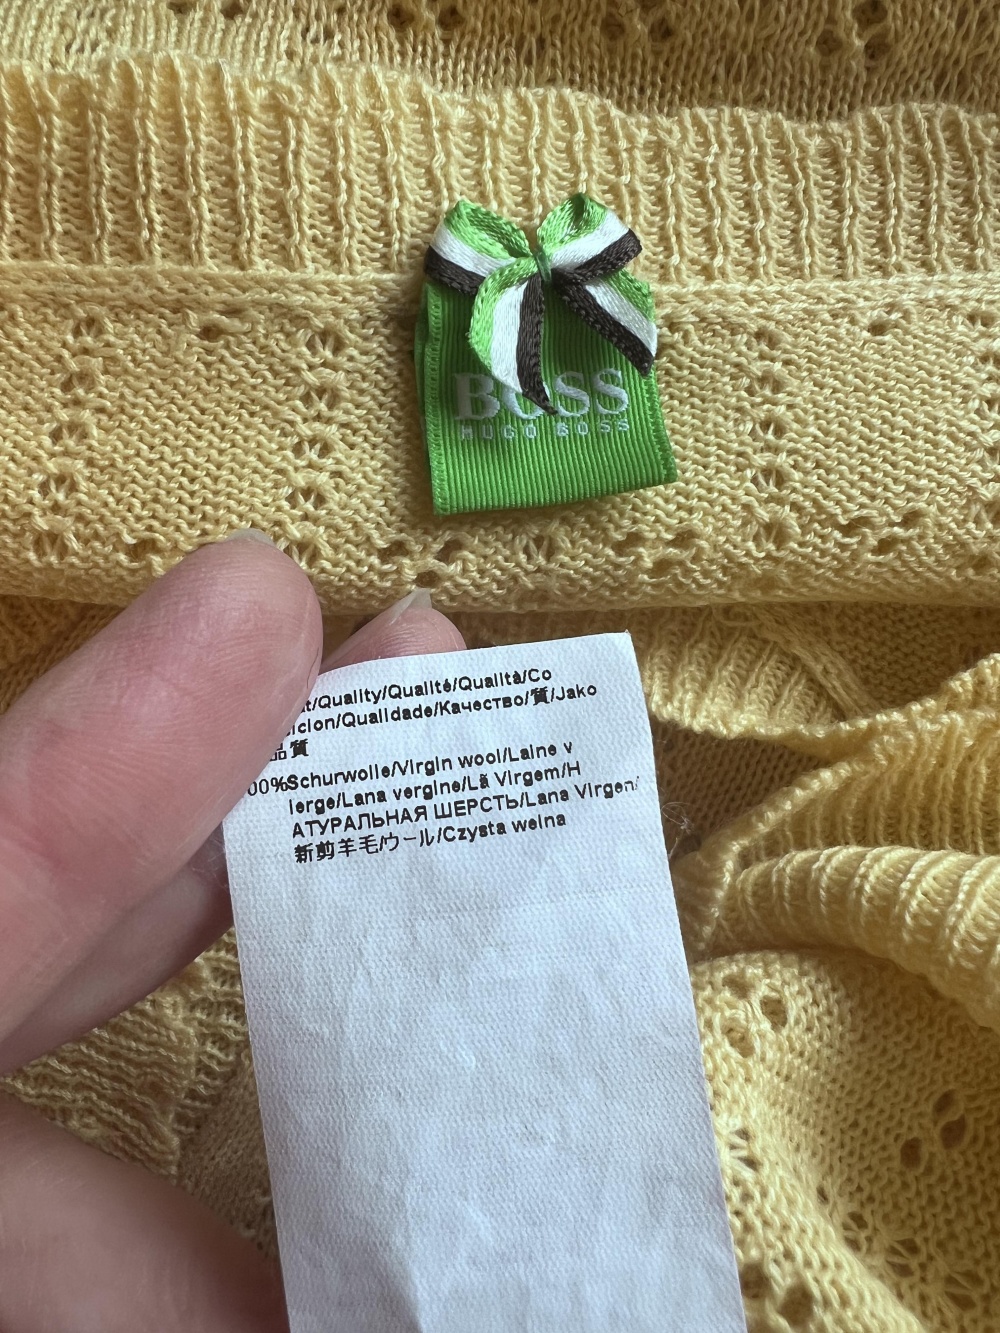 BOSS
HUGO BOSS
t/Quality/Qualité/Qualità/Co
icion/Qualidade/Качество/質/Jako
品質
00%Schurwolle/Virgin wool/Laine v
ierge/Lana vergine/Lã Virgem/Н
АТУРАЛЬНАЯ ШЕРСТЬ/Lana Virgen/
新剪羊毛/ウール/Czysta welna